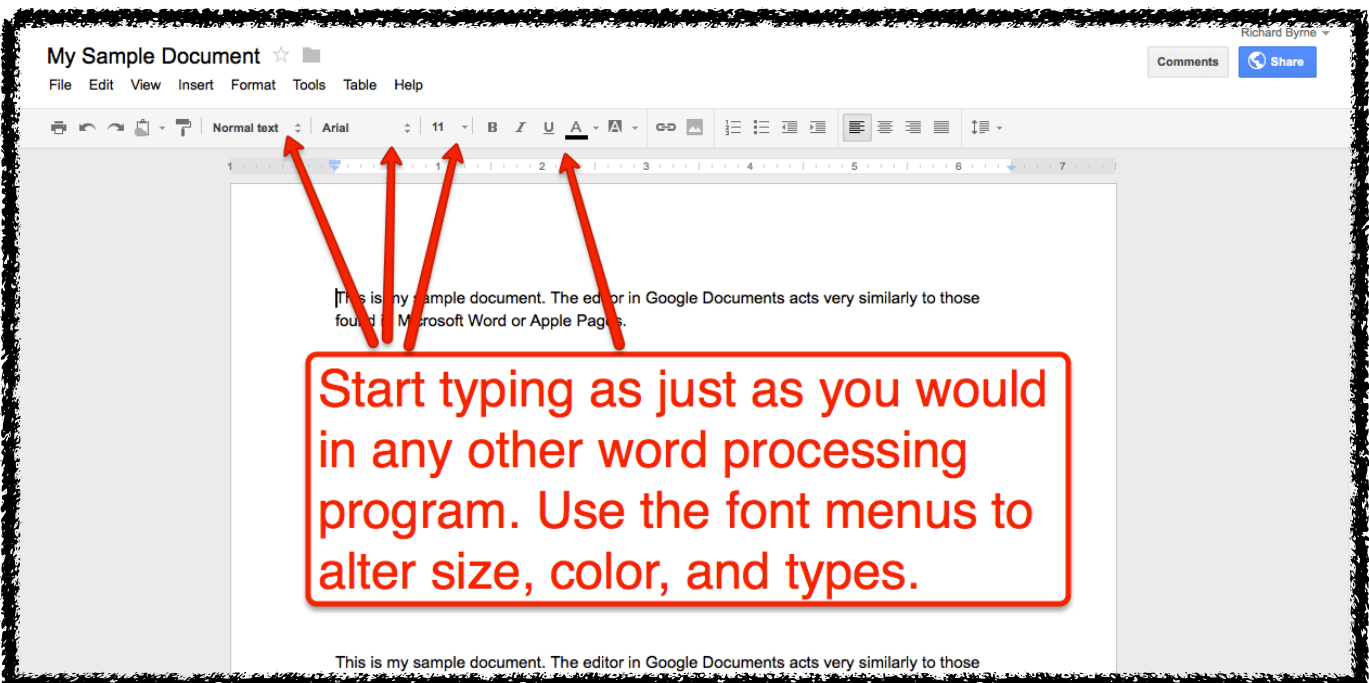 Richard Byrne
My Sample Document
Comments
Share
File Edit View Insert Format Tools Table Help
Normal text Arial 11 B I U A A
1 1 2 3 4 5 6 7
This is my sample document. The editor in Google Documents acts very similarly to those
found in Microsoft Word or Apple Pages.
Start typing as just as you would
in any other word processing
program. Use the font menus to
alter size, color, and types.
This is my sample document. The editor in Google Documents acts very similarly to those